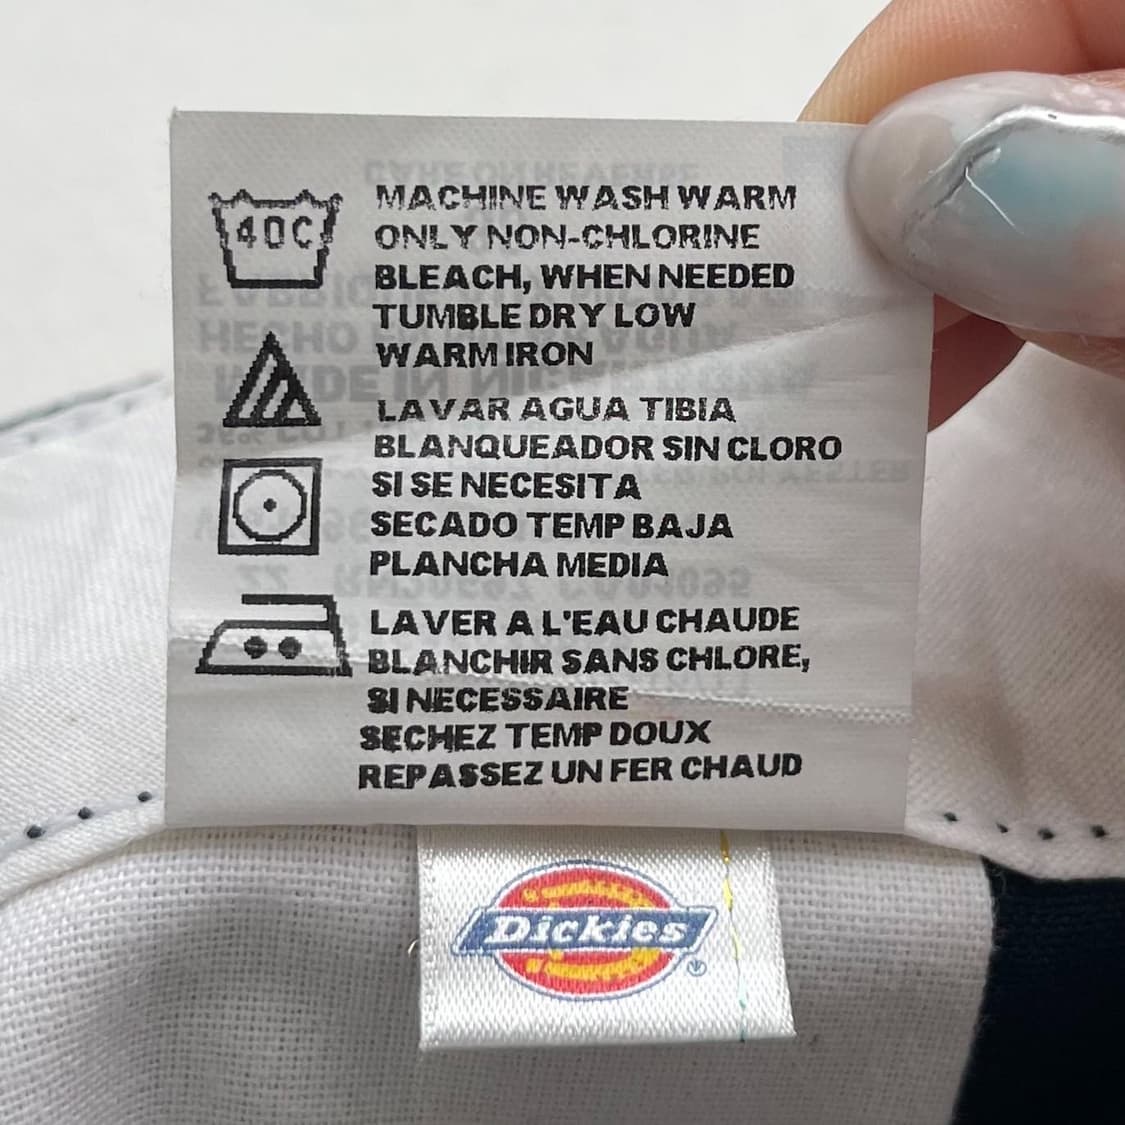 40C
MACHINE WASH WARM
ONLY NON-CHLORINE
BLEACH, WHEN NEEDED
TUMBLE DRY LOW
WARM IRON
LAVAR AGUA TIBIA
BLANQUEADOR SIN CLORO
SI SE NECESITA
SECADO TEMP BAJA
PLANCHA MEDIA
LAVER A L'EAU CHAUDE
BLANCHIR SANS CHLORE,
SI NECESSAIRE
SECHEZ TEMP DOUX
REPASSEZ UN FER CHAUD
Dickies
®